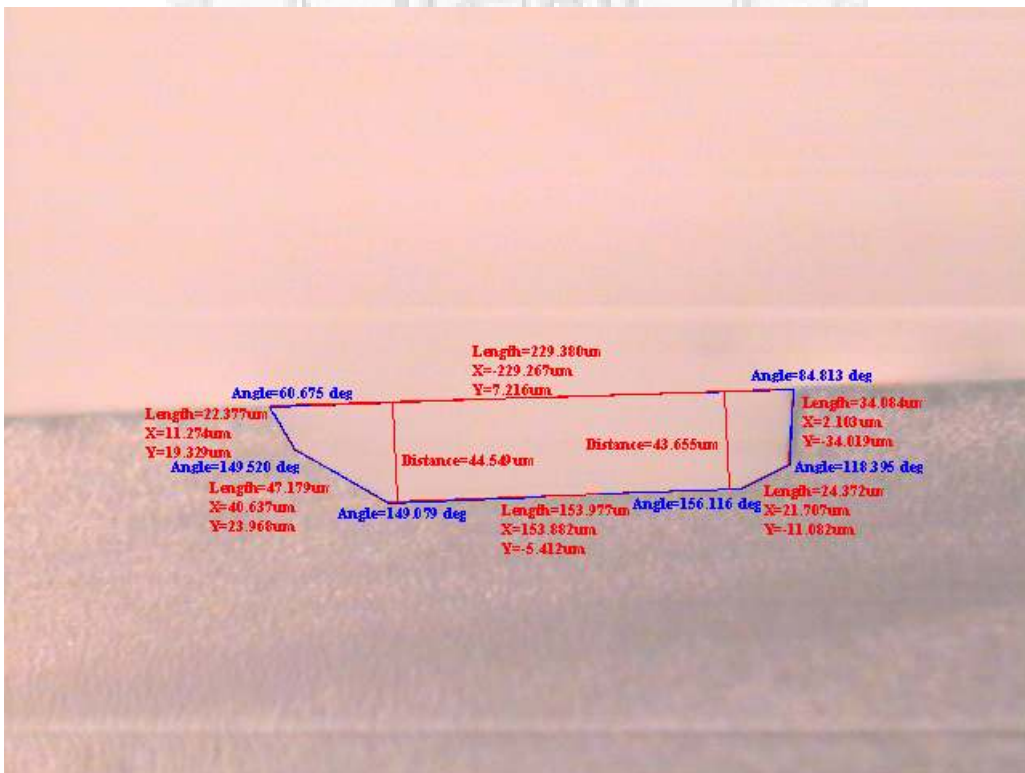 Length=229.380um
X=-229.267um
Y=7.216um
Angle=84.813 deg
Angle=60.675 deg
Length=22.377um
X=11.274um
Y=19.329um
Length=34.084um
X=2.103um
Y=-34.019um
Distance=43.655um
Distance=44.549um
Angle=149.520 deg
Angle=118.395 deg
Length=47.179um
X=40.637um
Y=23.968um
Angle=149.079 deg
Length=153.977um
X=153.882um
Y=-5.412um
Angle=156.116 deg
Length=24.372um
X=21.707um
Y=-11.082um